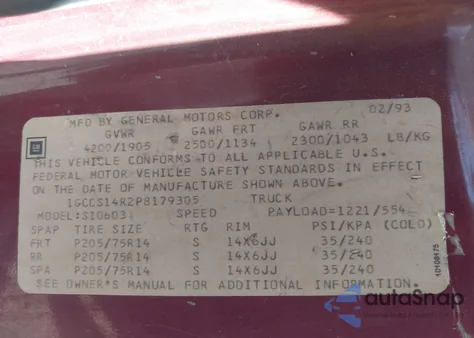 MFD BY GENERAL MOTORS CORP. 02/93
GVWR GAWR FRT GAWR RR
4200/1905 2500/1134 2300/1043 LB/KG
GM
THIS VEHICLE CONFORMS TO ALL APPLICABLE U.S.
FEDERAL MOTOR VEHICLE SAFETY STANDARDS IN EFFECT
ON THE DATE OF MANUFACTURE SHOWN ABOVE.
1GCCS14R2P8179305 TRUCK
MODEL:S10603 PAYLOAD=1221/554
SPAP TIRE SIZE SPEED RTG RIM PSI/KPA (COLD)
FRT P205/75R14 S 14X6JJ 35/240
RR P205/75R14 S 14X6JJ 35/240
SPA P205/75R14 S 14X6JJ 35/240
SEE OWNER'S MANUAL FOR ADDITIONAL INFORMATION.
autoSnap